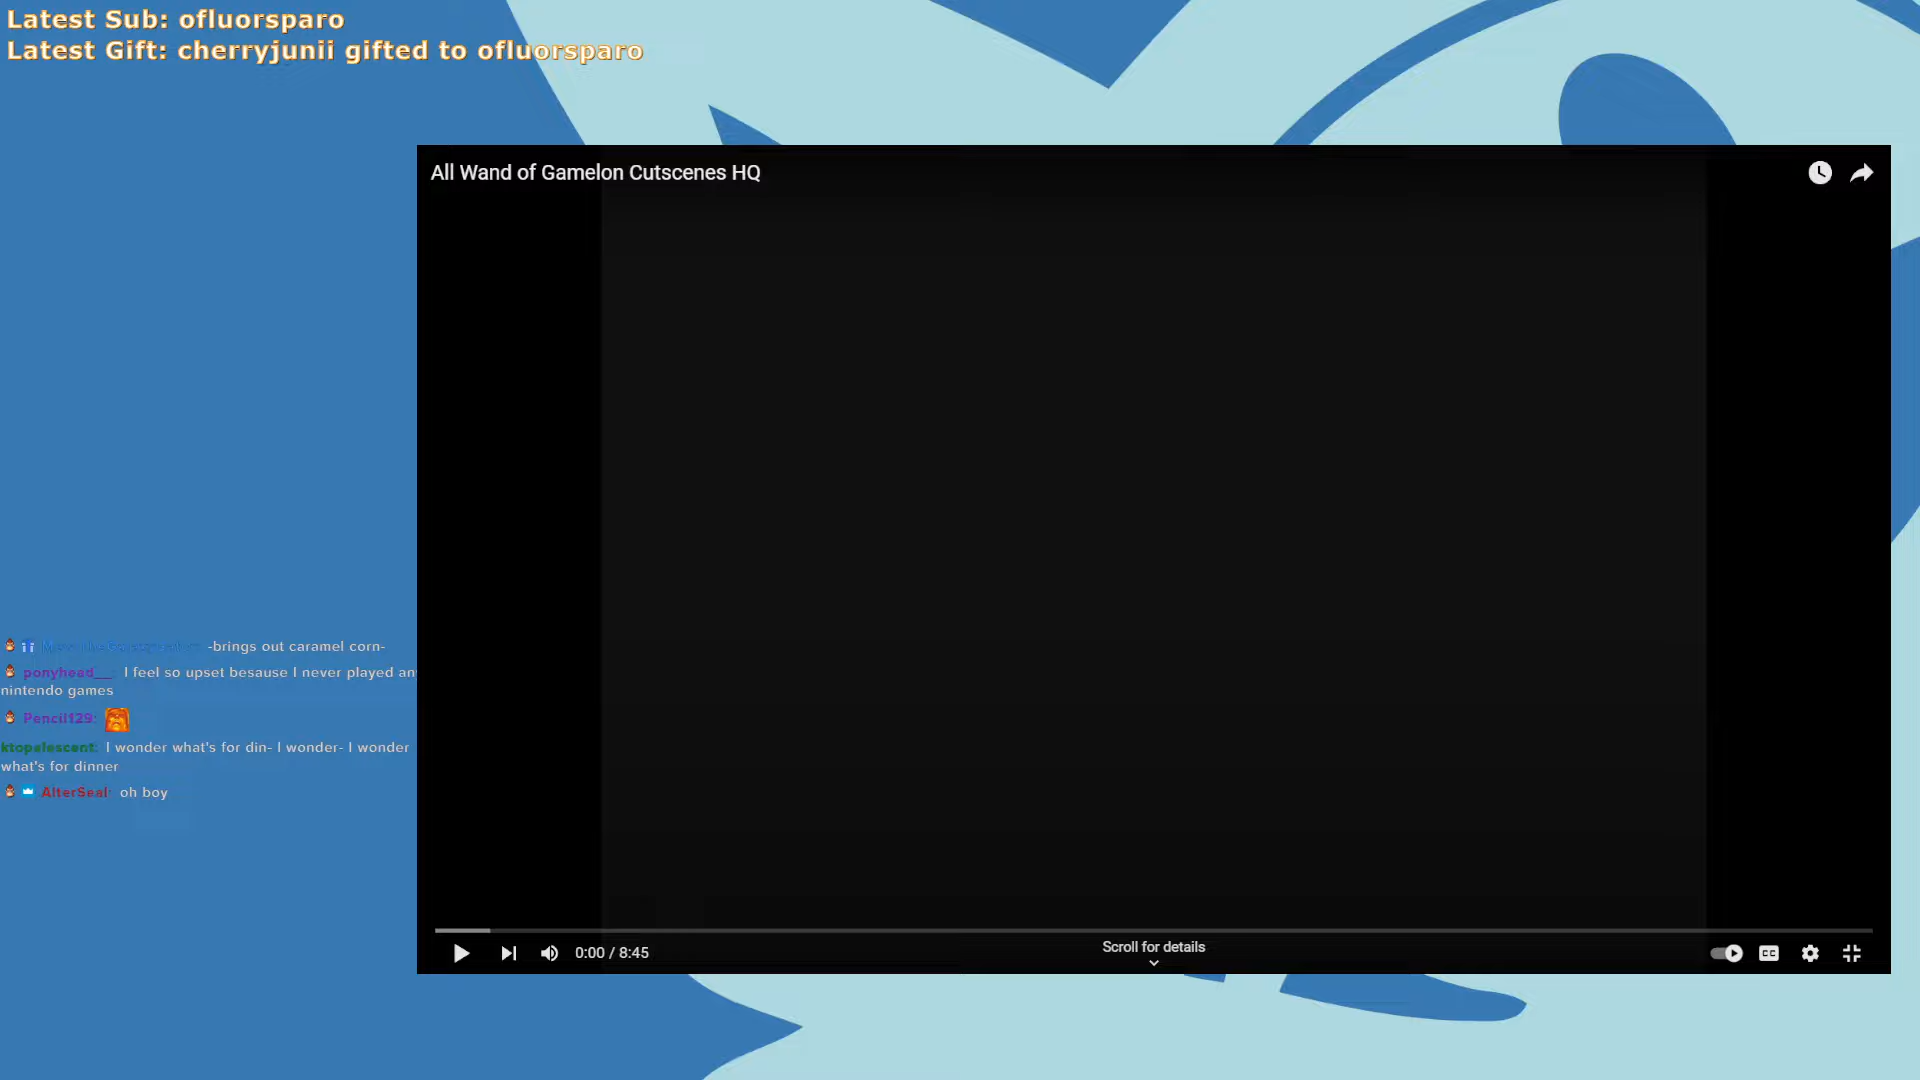 Latest Sub: ofluorsparo
Latest Gift: cherryjunii gifted to ofluorsparo
All Wand of Gamelon Cutscenes HQ
-brings out caramel corn-
ponyhead__: I feel so upset besause I never played an
nintendo games
Pencil129:
ktopalescent: I wonder what's for din- I wonder- I wonder
what's for dinner
AlterSeal: oh boy
0:00 / 8:45
Scroll for details
CC